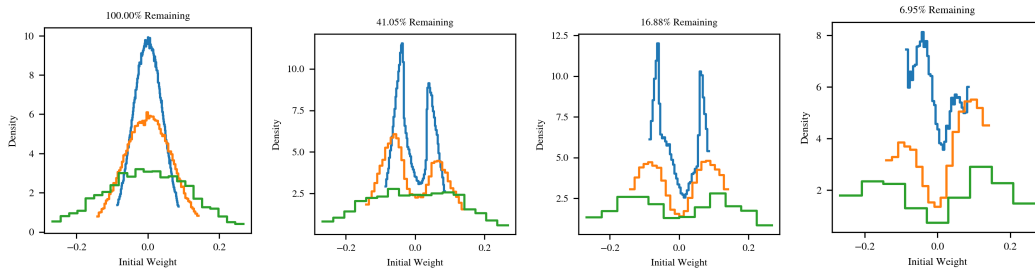 100.00% Remaining
10
8
6
4
2
0
Density
−0.2
0.0
0.2
Initial Weight
41.05% Remaining
10.0
7.5
5.0
2.5
Density
−0.2
0.0
0.2
Initial Weight
16.88% Remaining
12.5
10.0
7.5
5.0
2.5
Density
−0.2
0.0
0.2
Initial Weight
6.95% Remaining
8
6
4
2
Density
−0.2
0.0
0.2
Initial Weight